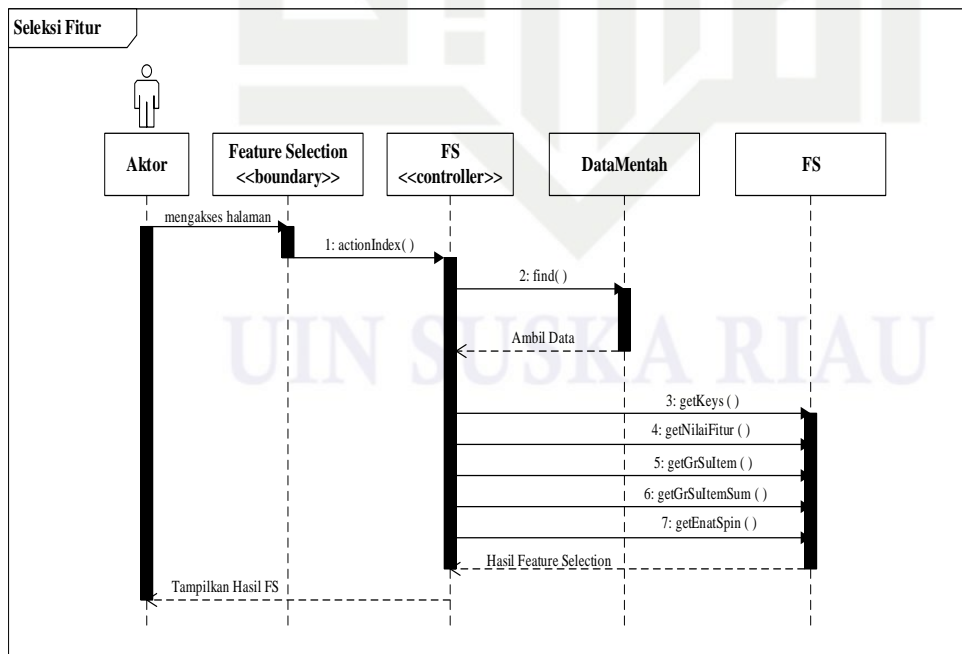 Seleksi Fitur
Aktor
Feature Selection
<<boundary>>
FS
<<controller>>
DataMentah
FS
mengakses halaman
1: actionIndex( )
2: find( )
Ambil Data
UIN SUSKA RIAU
3: getKeys ( )
4: getNilaiFitur ( )
5: getGrSuItem ( )
6: getGrSuItemSum ( )
7: getEnatSpin ( )
Hasil Feature Selection
Tampilkan Hasil FS